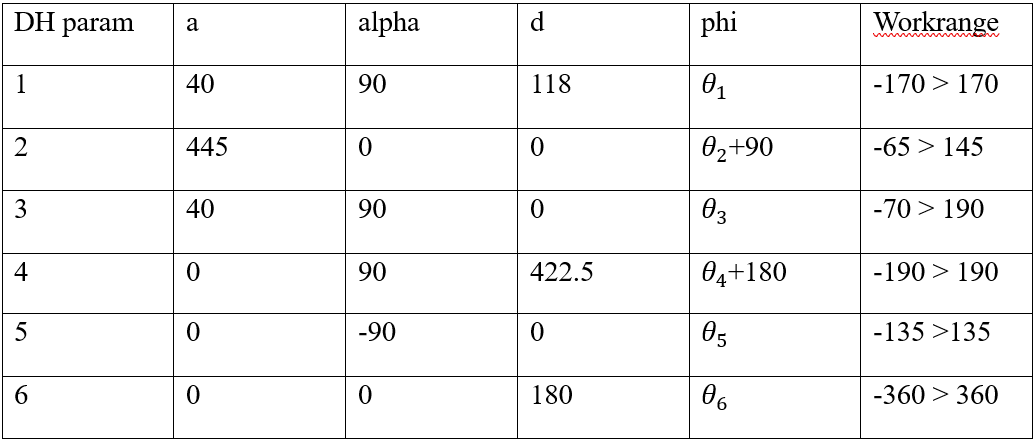 DH param a alpha d phi Workrange
1 40 90 118 θ₁ -170 > 170
2 445 0 0 θ₂+90 -65 > 145
3 40 90 0 θ₃ -70 > 190
4 0 90 422.5 θ₄+180 -190 > 190
5 0 -90 0 θ₅ -135 >135
6 0 0 180 θ₆ -360 > 360